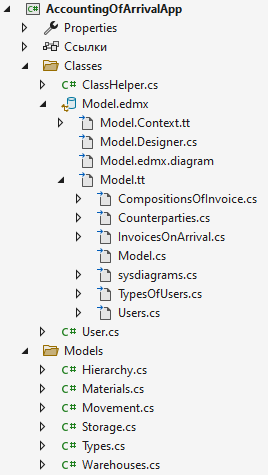 AccountingOfArrivalApp
Properties
Ссылки
Classes
ClassHelper.cs
Model.edmx
Model.Context.tt
Model.Designer.cs
Model.edmx.diagram
Model.tt
CompositionsOfInvoice.cs
Counterparties.cs
InvoicesOnArrival.cs
Model.cs
sysdiagrams.cs
TypesOfUsers.cs
Users.cs
User.cs
Models
Hierarchy.cs
Materials.cs
Movement.cs
Storage.cs
Types.cs
Warehouses.cs